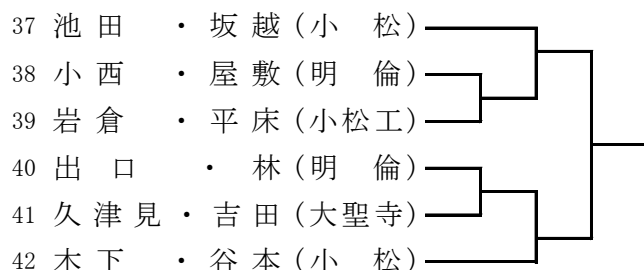 37 池田 ・ 坂越(小 松)
38 小西 ・ 屋敷(明 倫)
39 岩倉 ・ 平床(小松工)
40 出口 ・ 林(明 倫)
41 久津見・吉田(大聖寺)
42 木下 ・ 谷本(小 松)